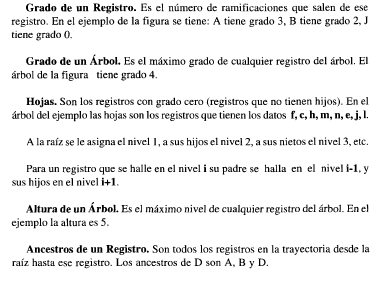 Grado de un Registro. Es el número de ramificaciones que salen de ese
registro. En el ejemplo de la figura se tiene: A tiene grado 3, B tiene grado 2, J
tiene grado 0.
Grado de un Árbol. Es el máximo grado de cualquier registro del árbol. El
árbol de la figura tiene grado 4.
Hojas. Son los registros con grado cero (registros que no tienen hijos). En el
árbol del ejemplo las hojas son los registros que tienen los datos f, c, h, m, n, e, j, l.
A la raíz se le asigna el nivel 1, a sus hijos el nivel 2, a sus nietos el nivel 3, etc.
Para un registro que se halle en el nivel i su padre se halla en el nivel i-1, y
sus hijos en el nivel i+1.
Altura de un Árbol. Es el máximo nivel de cualquier registro del árbol. En el
ejemplo la altura es 5.
Ancestros de un Registro. Son todos los registros en la trayectoria desde la
raíz hasta ese registro. Los ancestros de D son A, B y D.